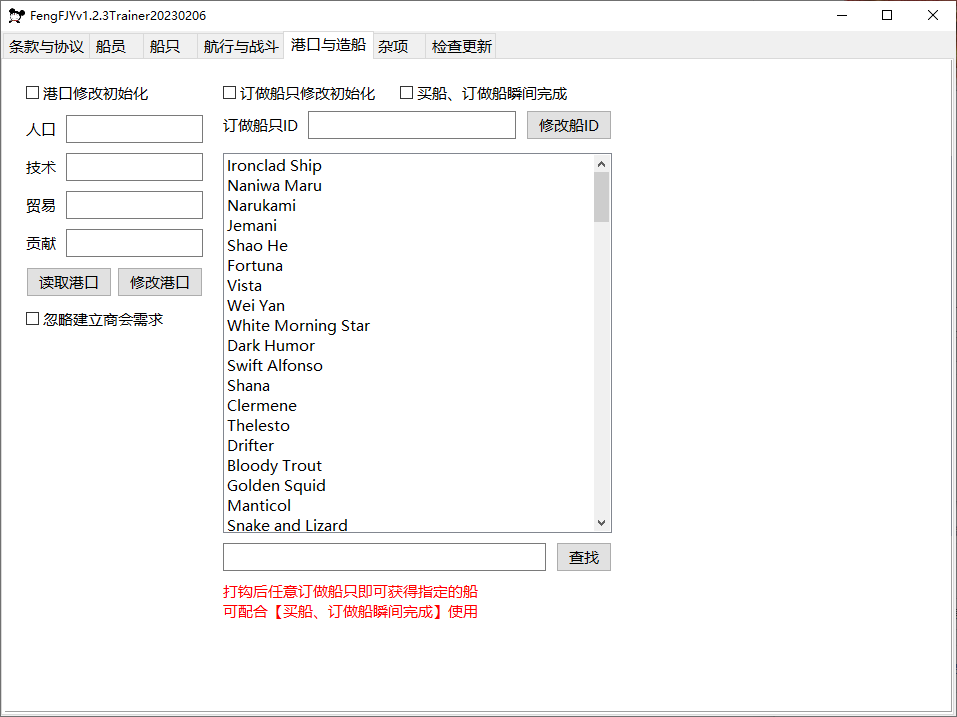 FengFJYv1.2.3Trainer20230206
条款与协议 船员 船只 航行与战斗 港口与造船 杂项 检查更新
港口修改初始化 订做船只修改初始化 买船、订做船瞬间完成
人口 订做船只ID 修改船ID
技术
贸易
贡献
读取港口 修改港口
忽略建立商会需求
Ironclad Ship
Naniwa Maru
Narukami
Jemani
Shao He
Fortuna
Vista
Wei Yan
White Morning Star
Dark Humor
Swift Alfonso
Shana
Clermene
Thelesto
Drifter
Bloody Trout
Golden Squid
Manticol
Snake and Lizard
查找
打钩后任意订做船只即可获得指定的船
可配合【买船、订做船瞬间完成】使用